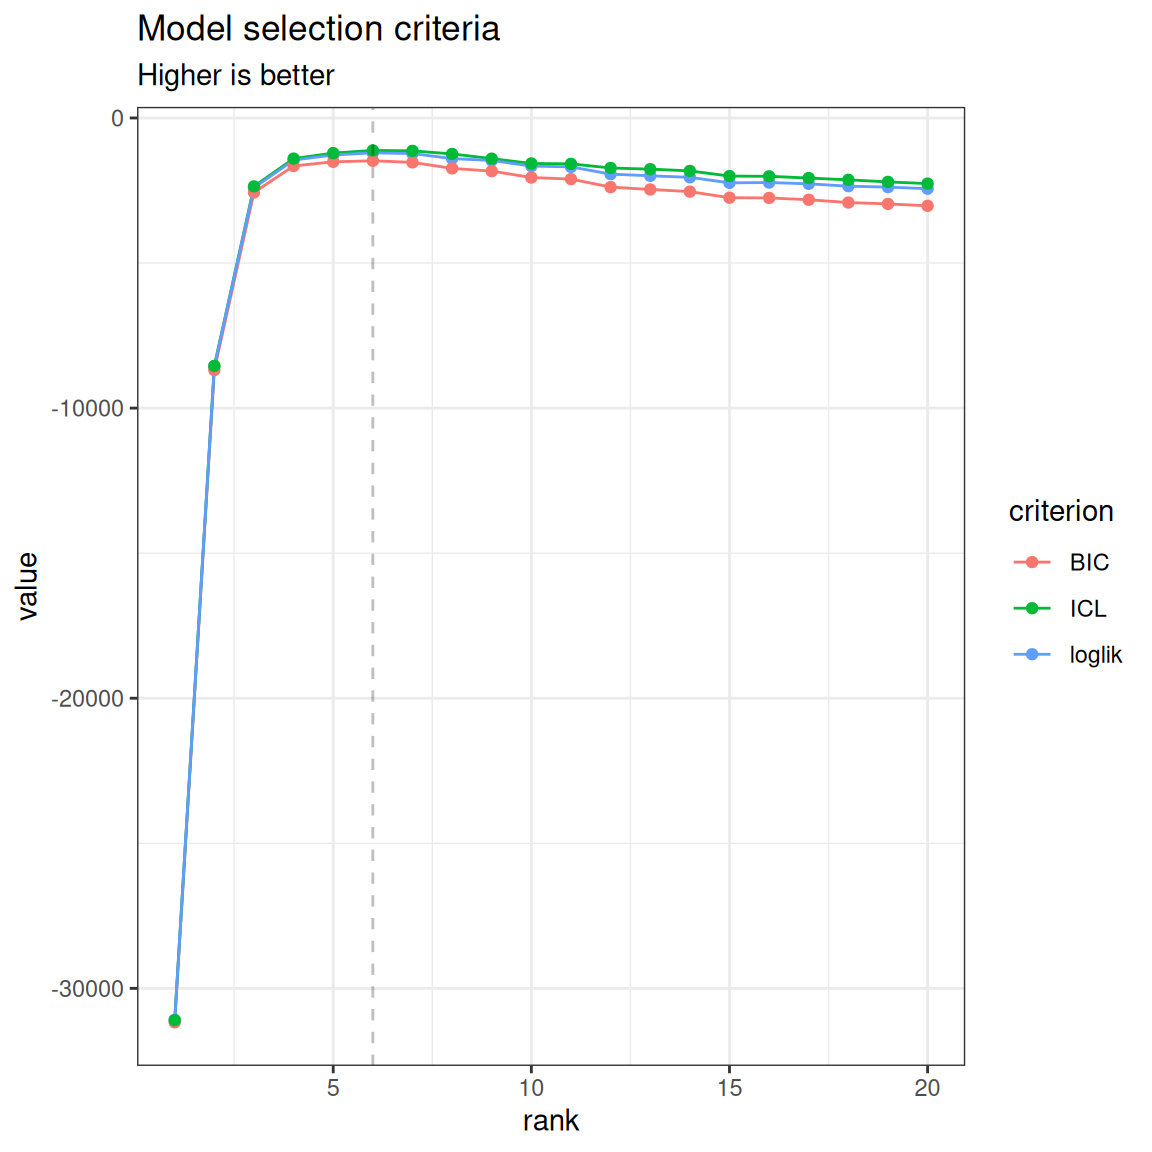 Model selection criteria
Higher is better
0
-10000
-20000
-30000
value
5
10
15
20
rank
criterion
BIC
ICL
loglik